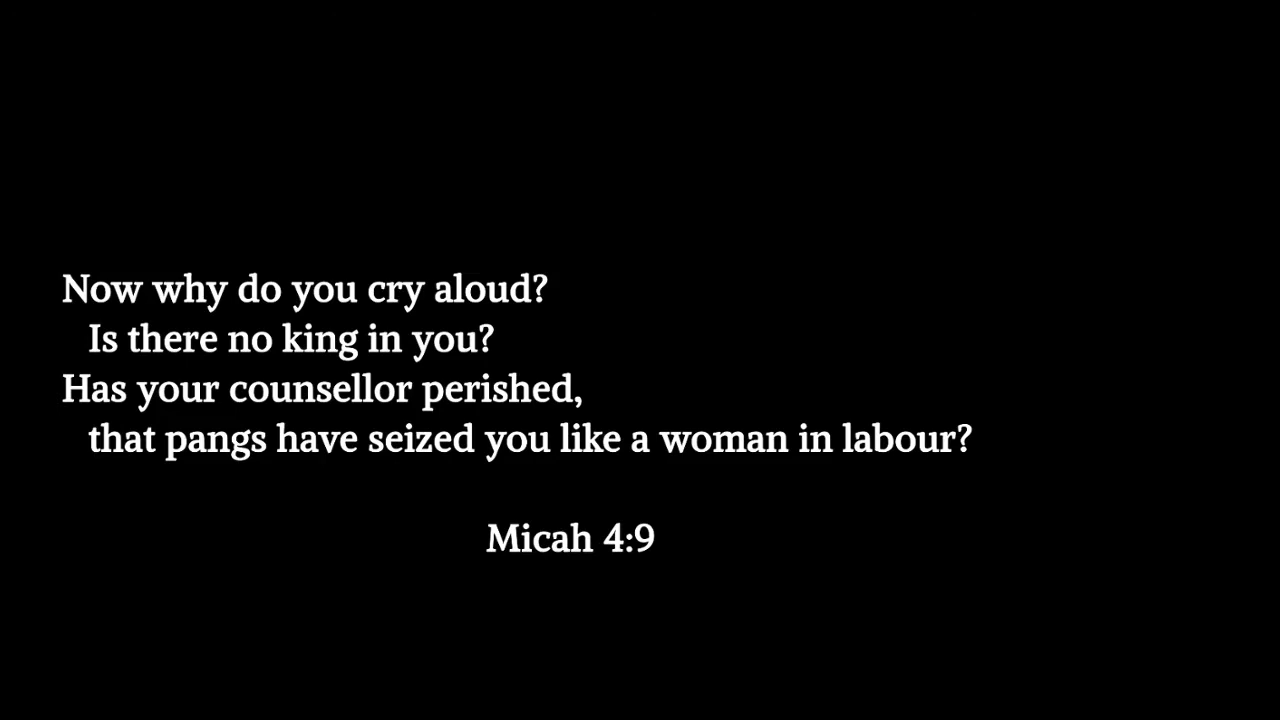 Now why do you cry aloud?
Is there no king in you?
Has your counsellor perished,
that pangs have seized you like a woman in labour?
Micah 4:9